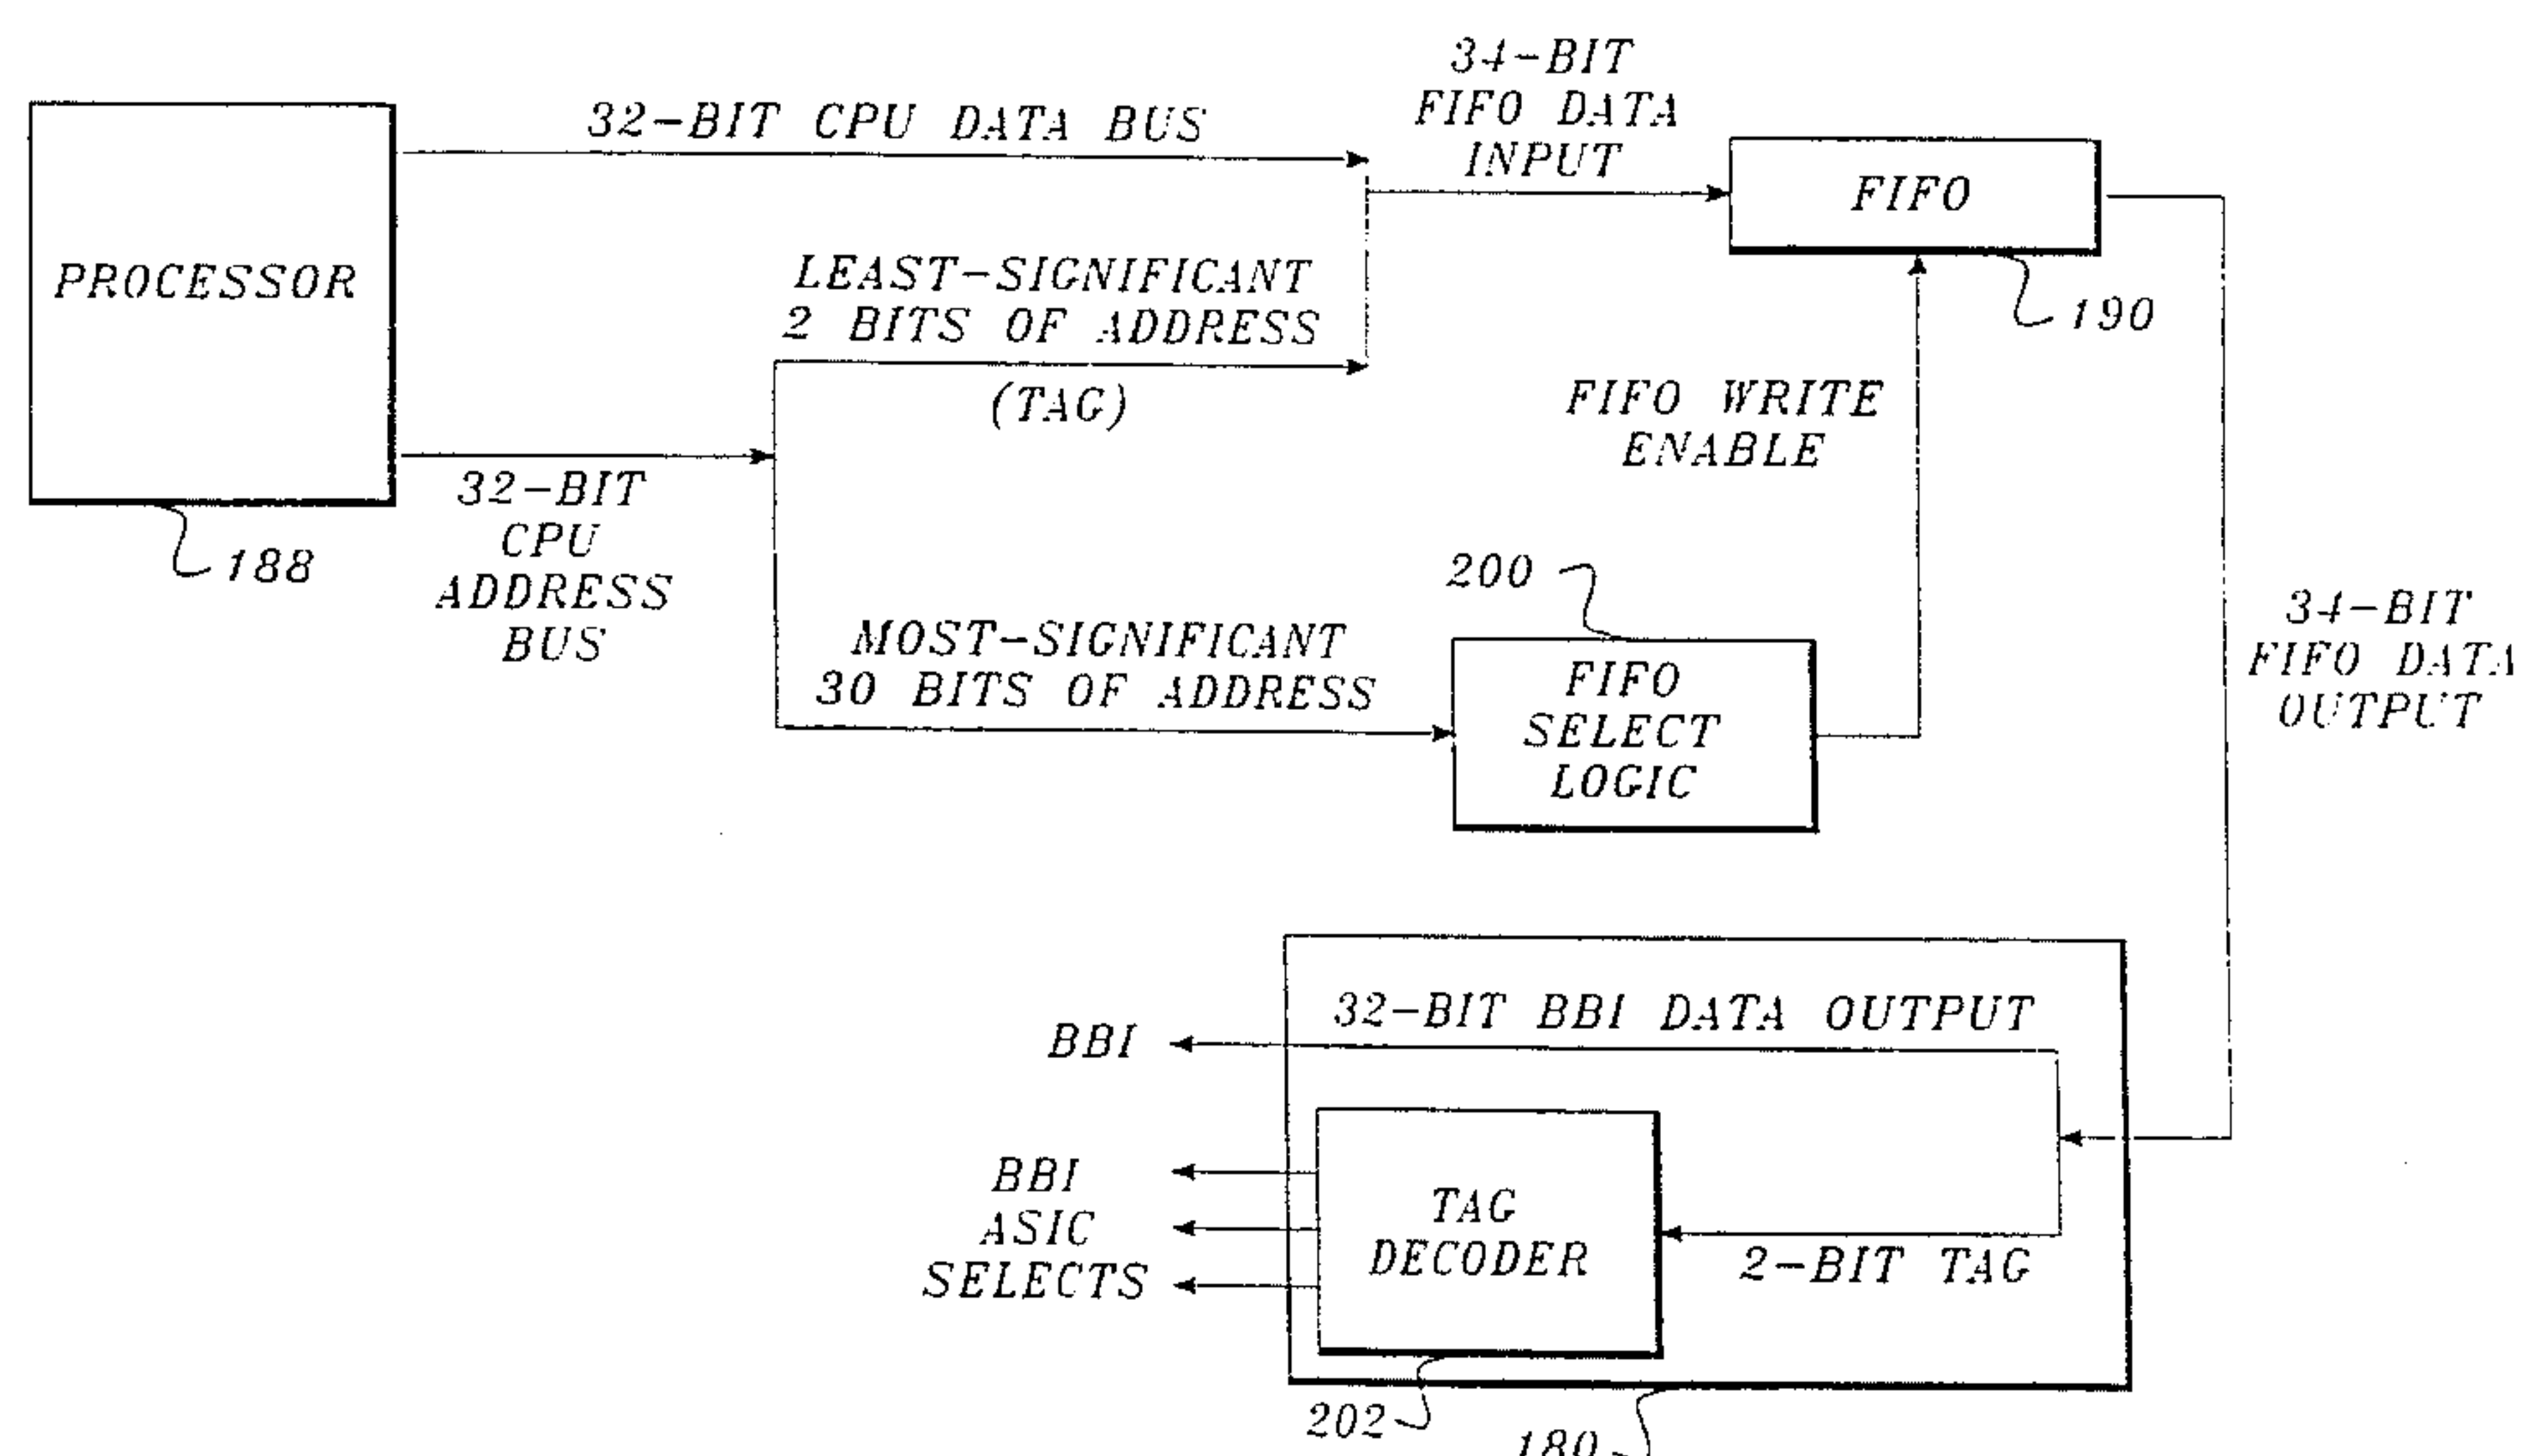 32-BIT CPU DATA BUS
34-BIT
FIFO DATA
INPUT
FIFO
PROCESSOR
LEAST-SIGNIFICANT
2 BITS OF ADDRESS
(TAG)
190
FIFO WRITE
ENABLE
32-BIT
CPU
ADDRESS
BUS
188
200
MOST-SIGNIFICANT
30 BITS OF ADDRESS
FIFO
SELECT
LOGIC
34-BIT
FIFO DATA
OUTPUT
32-BIT BBI DATA OUTPUT
BBI
BBI
ASIC
SELECTS
TAG
DECODER
2-BIT TAG
202
180